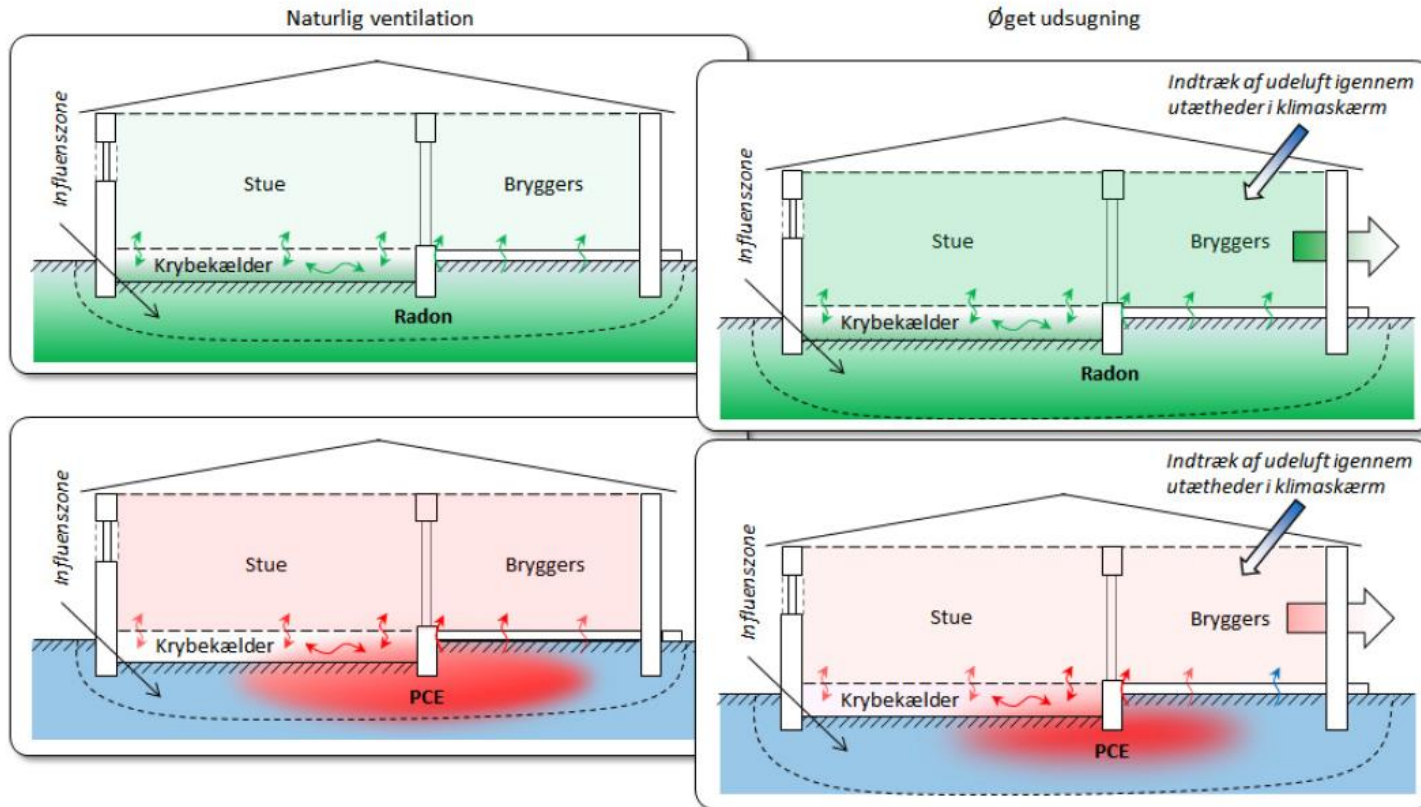 Naturlig ventilation
Øget udsugning
Influenszone
Stue
Bryggers
Krybekælder
Radon
Indtræk af udeluft igennem
utætheder i klimaskærm
Influenszone
Stue
Bryggers
Krybekælder
Radon
Influenszone
Stue
Bryggers
Krybekælder
PCE
Indtræk af udeluft igennem
utætheder i klimaskærm
Influenszone
Stue
Bryggers
Krybekælder
PCE